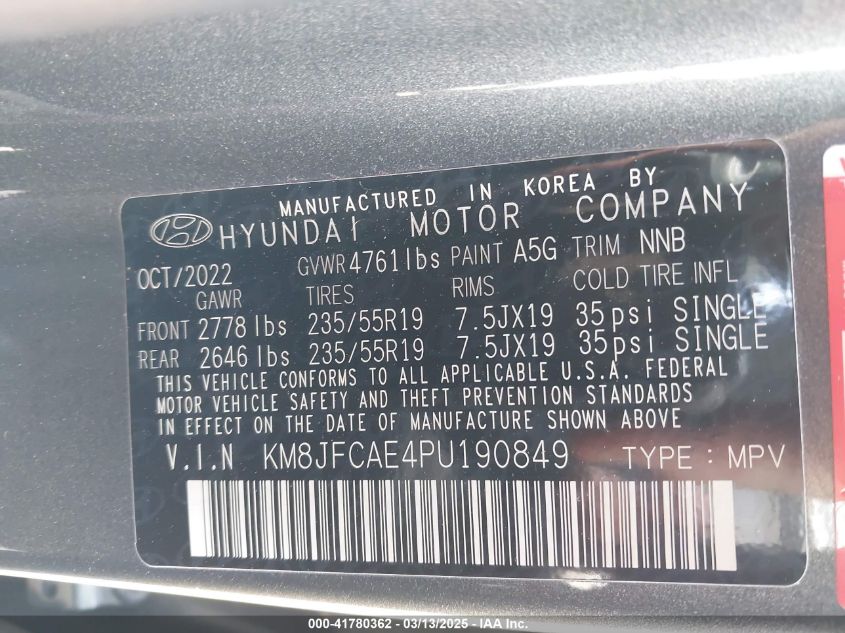 MANUFACTURED IN KOREA BY
HYUNDAI MOTOR COMPANY
OCT/2022 GVWR 4761 lbs PAINT A5G TRIM NNB
GAWR TIRES RIMS COLD TIRE INFL
FRONT 2778 lbs 235/55R19 7.5JX19 35psi SINGLE
REAR 2646 lbs 235/55R19 7.5JX19 35psi SINGLE
THIS VEHICLE CONFORMS TO ALL APPLICABLE U.S.A. FEDERAL
MOTOR VEHICLE SAFETY AND THEFT PREVENTION STANDARDS
IN EFFECT ON THE DATE OF MANUFACTURE SHOWN ABOVE
V.I.N KM8JFCAE4PU190849 TYPE : MPV
000-41780362 - 03/13/2025 - IAA, Inc.